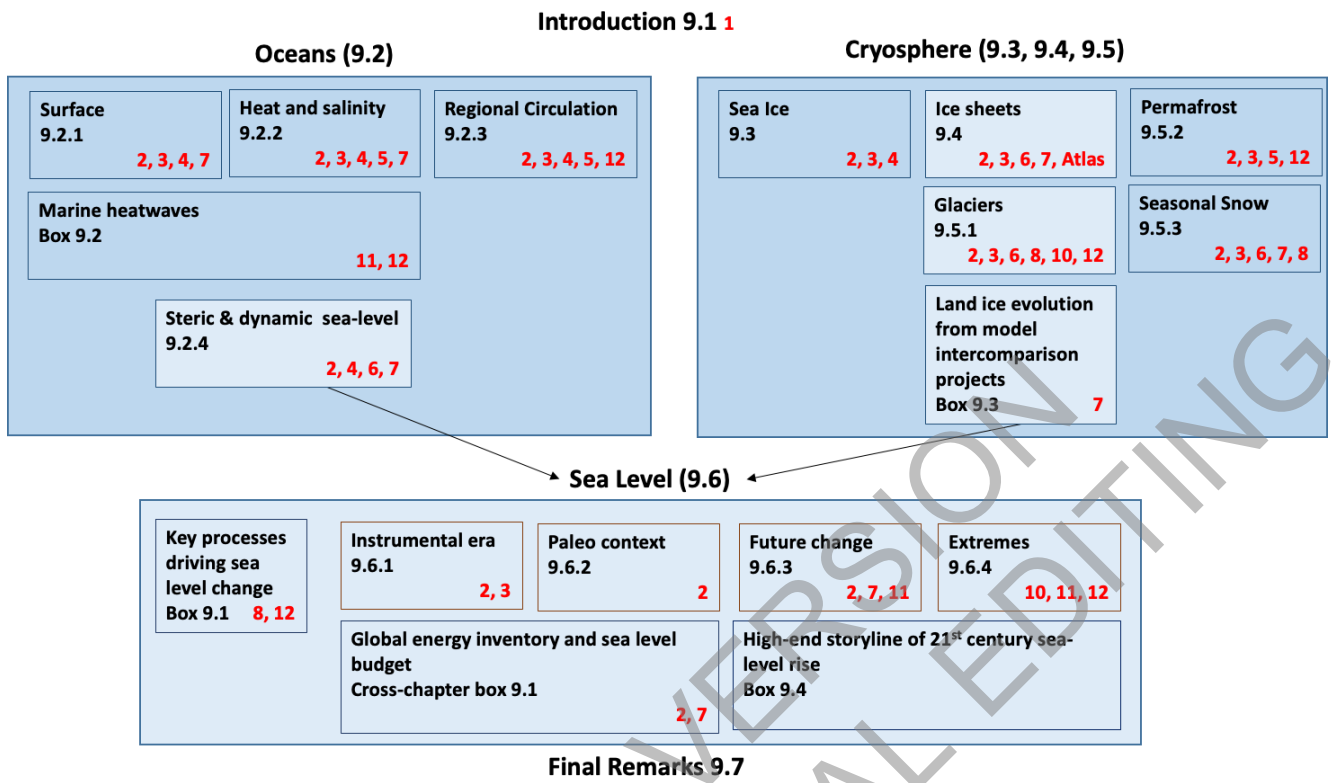 Introduction 9.1 1
Oceans (9.2)
Surface
9.2.1
2, 3, 4, 7
Heat and salinity
9.2.2
2, 3, 4, 5, 7
Regional Circulation
9.2.3
2, 3, 4, 5, 12
Marine heatwaves
Box 9.2
11, 12
Steric & dynamic sea-level
9.2.4
2, 4, 6, 7
Cryosphere (9.3, 9.4, 9.5)
Sea Ice
9.3
2, 3, 4
Ice sheets
9.4
2, 3, 6, 7, Atlas
Permafrost
9.5.2
2, 3, 5, 12
Glaciers
9.5.1
2, 3, 6, 8, 10, 12
Seasonal Snow
9.5.3
2, 3, 6, 7, 8
Land ice evolution
from model
intercomparison
projects
Box 9.3 7
Sea Level (9.6)
Key processes
driving sea
level change
Box 9.1 8, 12
Instrumental era
9.6.1
2, 3
Paleo context
9.6.2
2
Future change
9.6.3
2, 7, 11
Extremes
9.6.4
10, 11, 12
Global energy inventory and sea level
budget
Cross-chapter box 9.1
2, 7
High-end storyline of 21st century sea-
level rise
Box 9.4
Final Remarks 9.7
VERSION
EDITING